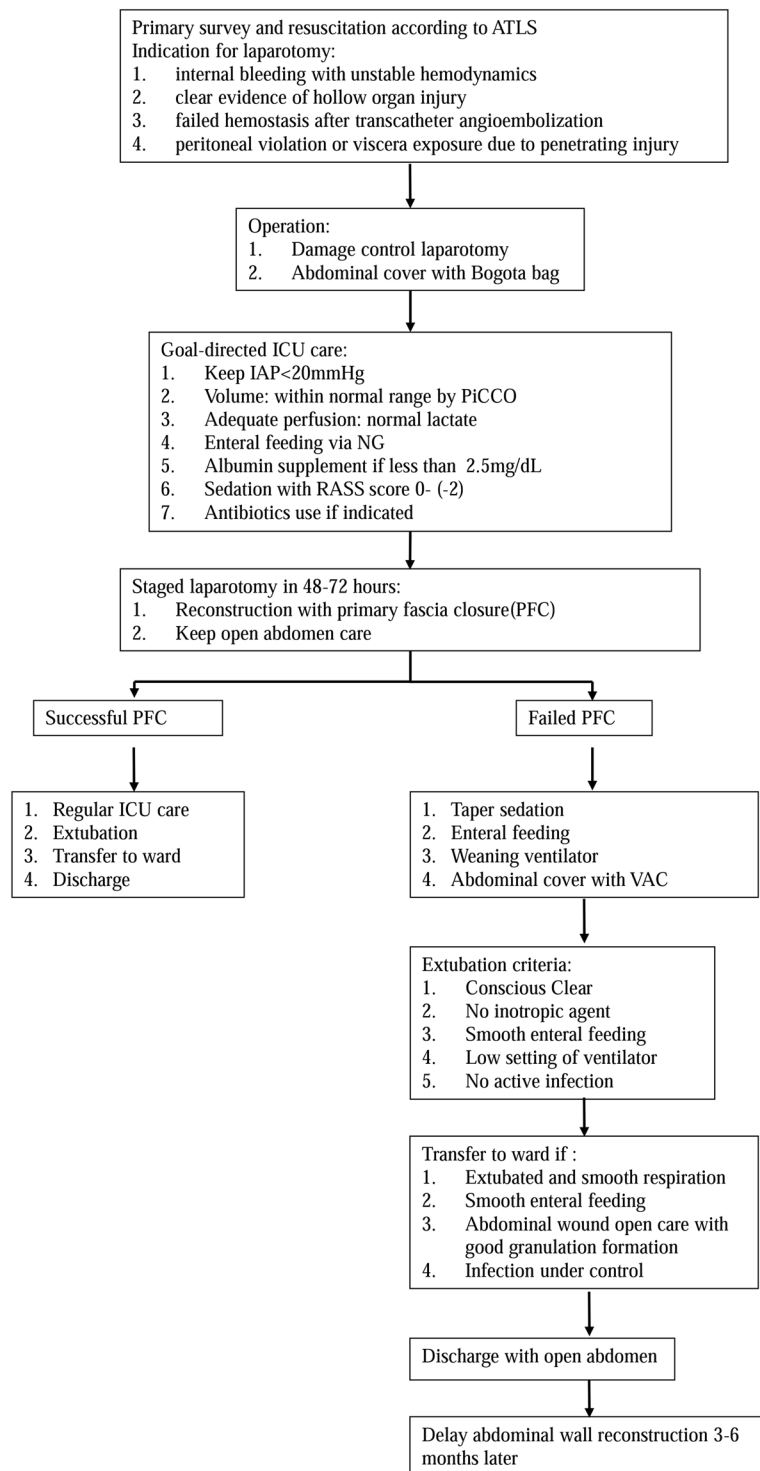 Primary survey and resuscitation according to ATLS
Indication for laparotomy:
1. internal bleeding with unstable hemodynamics
2. clear evidence of hollow organ injury
3. failed hemostasis after transcatheter angioembolization
4. peritoneal violation or viscera exposure due to penetrating injury
Operation:
1. Damage control laparotomy
2. Abdominal cover with Bogota bag
Goal-directed ICU care:
1. Keep IAP<20mmHg
2. Volume: within normal range by PiCCO
3. Adequate perfusion: normal lactate
4. Enteral feeding via NG
5. Albumin supplement if less than 2.5mg/dL
6. Sedation with RASS score 0- (-2)
7. Antibiotics use if indicated
Staged laparotomy in 48-72 hours:
1. Reconstruction with primary fascia closure(PFC)
2. Keep open abdomen care
Successful PFC
1. Regular ICU care
2. Extubation
3. Transfer to ward
4. Discharge
Failed PFC
1. Taper sedation
2. Enteral feeding
3. Weaning ventilator
4. Abdominal cover with VAC
Extubation criteria:
1. Conscious Clear
2. No inotropic agent
3. Smooth enteral feeding
4. Low setting of ventilator
5. No active infection
Transfer to ward if :
1. Extubated and smooth respiration
2. Smooth enteral feeding
3. Abdominal wound open care with
good granulation formation
4. Infection under control
Discharge with open abdomen
Delay abdominal wall reconstruction 3-6
months later